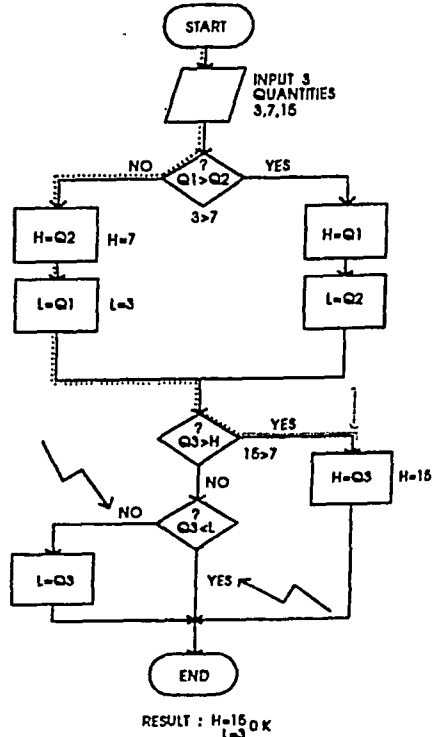 START
INPUT 3
QUANTITIES
3,7,15
?
NO
Q1>Q2
YES
3>7
H=Q2
H=7
H=Q1
L=Q1
L=3
L=Q2
?
Q3>H
YES
15>7
NO
H=Q3
H=15
?
NO
Q3<L
L=Q3
YES
END
RESULT : H=15 OK
L=3